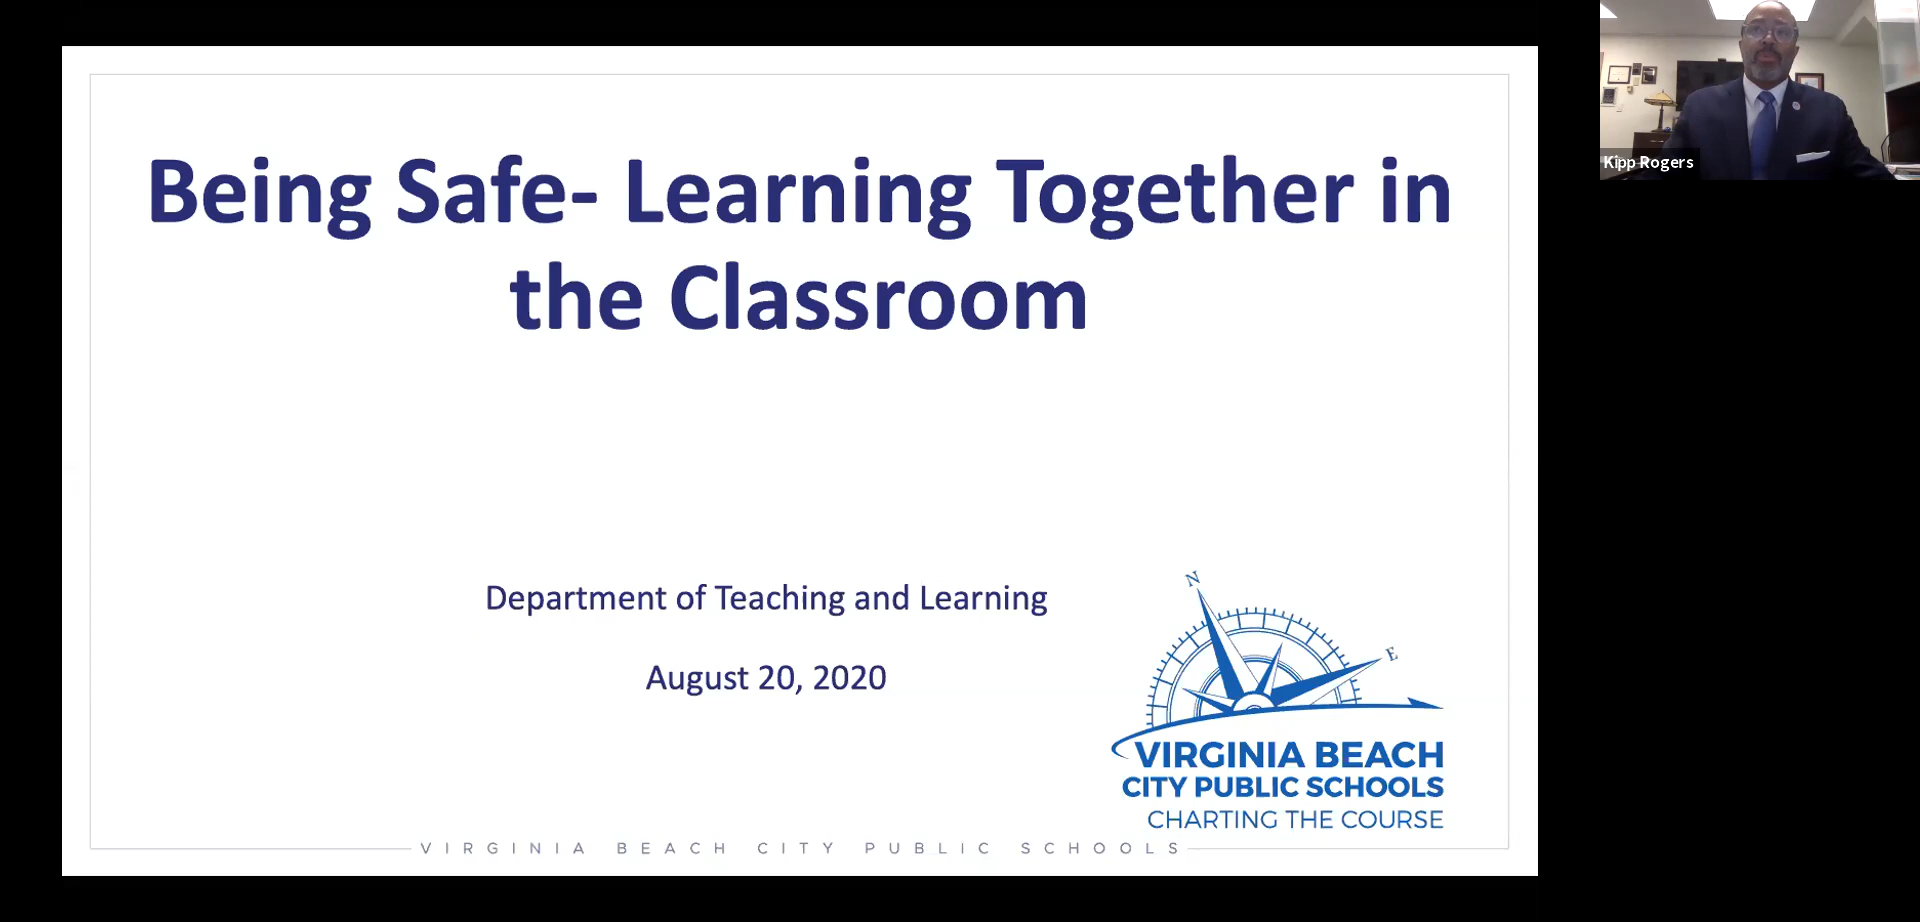 Being Safe- Learning Together in
the Classroom
Department of Teaching and Learning
August 20, 2020
N
E
VIRGINIA BEACH
CITY PUBLIC SCHOOLS
CHARTING THE COURSE
VIRGINIA BEACH CITY PUBLIC SCHOOLS
Kipp Rogers